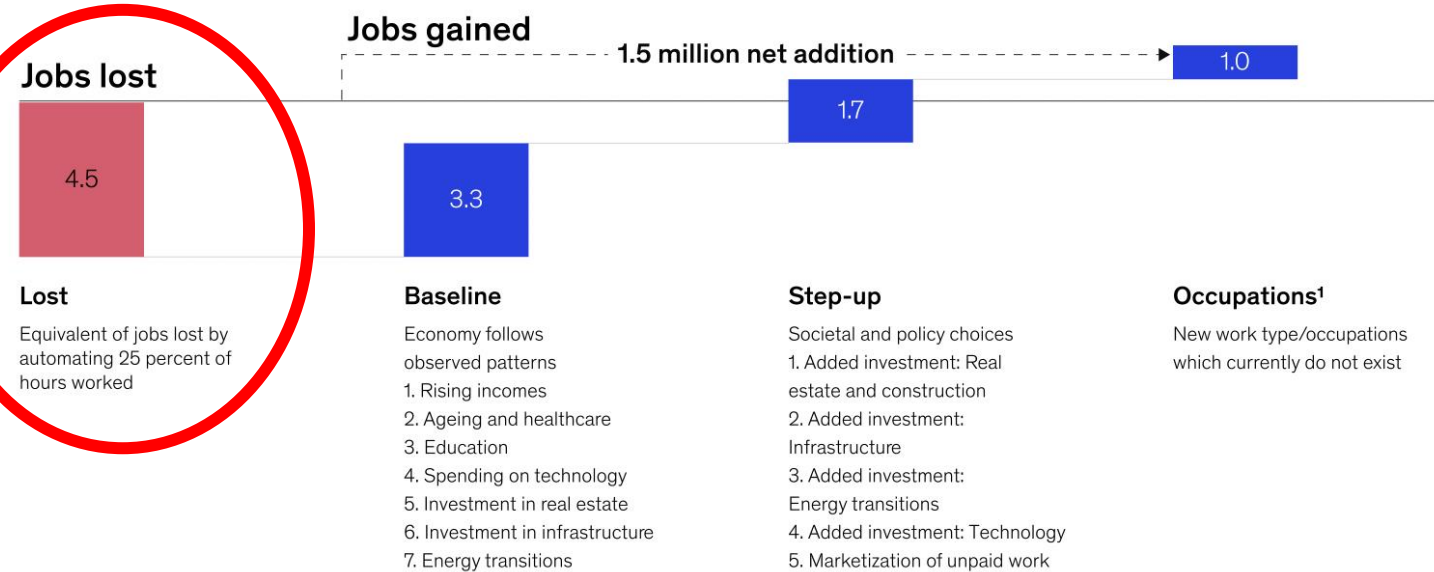 Jobs gained
1.5 million net addition
1.0
Jobs lost
1.7
4.5
3.3
Lost
Equivalent of jobs lost by
automating 25 percent of
hours worked
Baseline
Economy follows
observed patterns
1. Rising incomes
2. Ageing and healthcare
3. Education
4. Spending on technology
5. Investment in real estate
6. Investment in infrastructure
7. Energy transitions
Step-up
Societal and policy choices
1. Added investment: Real
estate and construction
2. Added investment:
Infrastructure
3. Added investment:
Energy transitions
4. Added investment: Technology
5. Marketization of unpaid work
Occupations¹
New work type/occupations
which currently do not exist